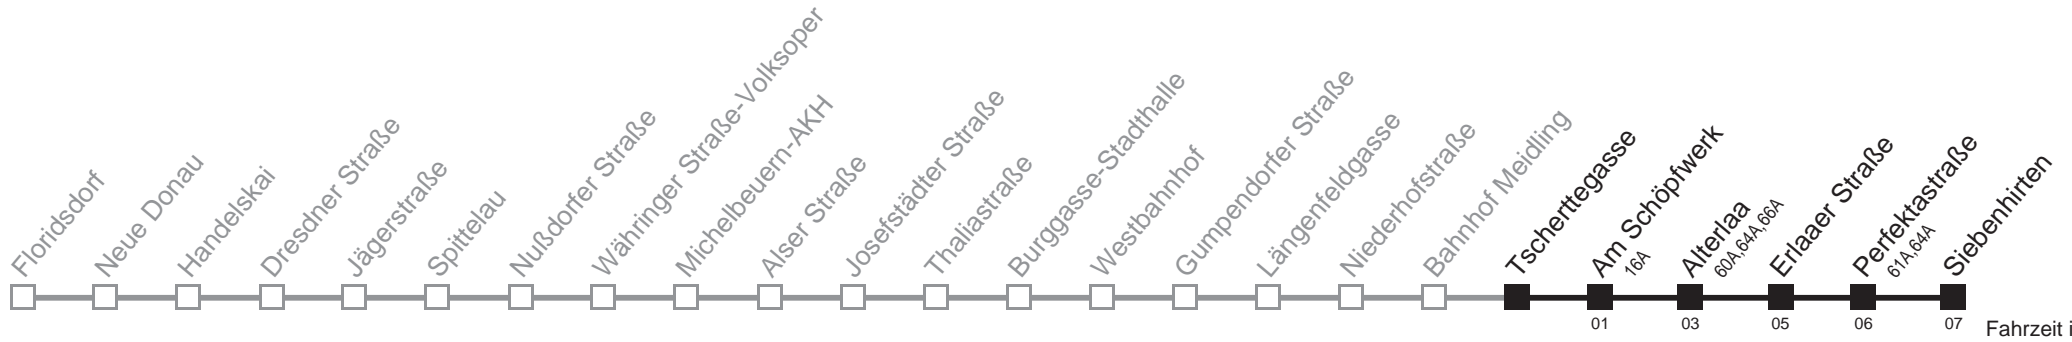 Floridsdorf
Neue Donau
Handelskai
Dresdner Straße
Jägerstraße
Spittelau
Nußdorfer Straße
Währinger Straße-Volksoper
Michelbeuern-AKH
Alser Straße
Josefstädter Straße
Thaliastraße
Burggasse-Stadthalle
Westbahnhof
Gumpendorfer Straße
Längenfeldgasse
Niederhofstraße
Bahnhof Meidling
Tscherttegasse
Am Schöpfwerk
16A
Alterlaa
60A,64A,66A
Erlaaer Straße
Perfektastraße
61A,64A
Siebenhirten
01 03 05 06 07
Fahrzeit i